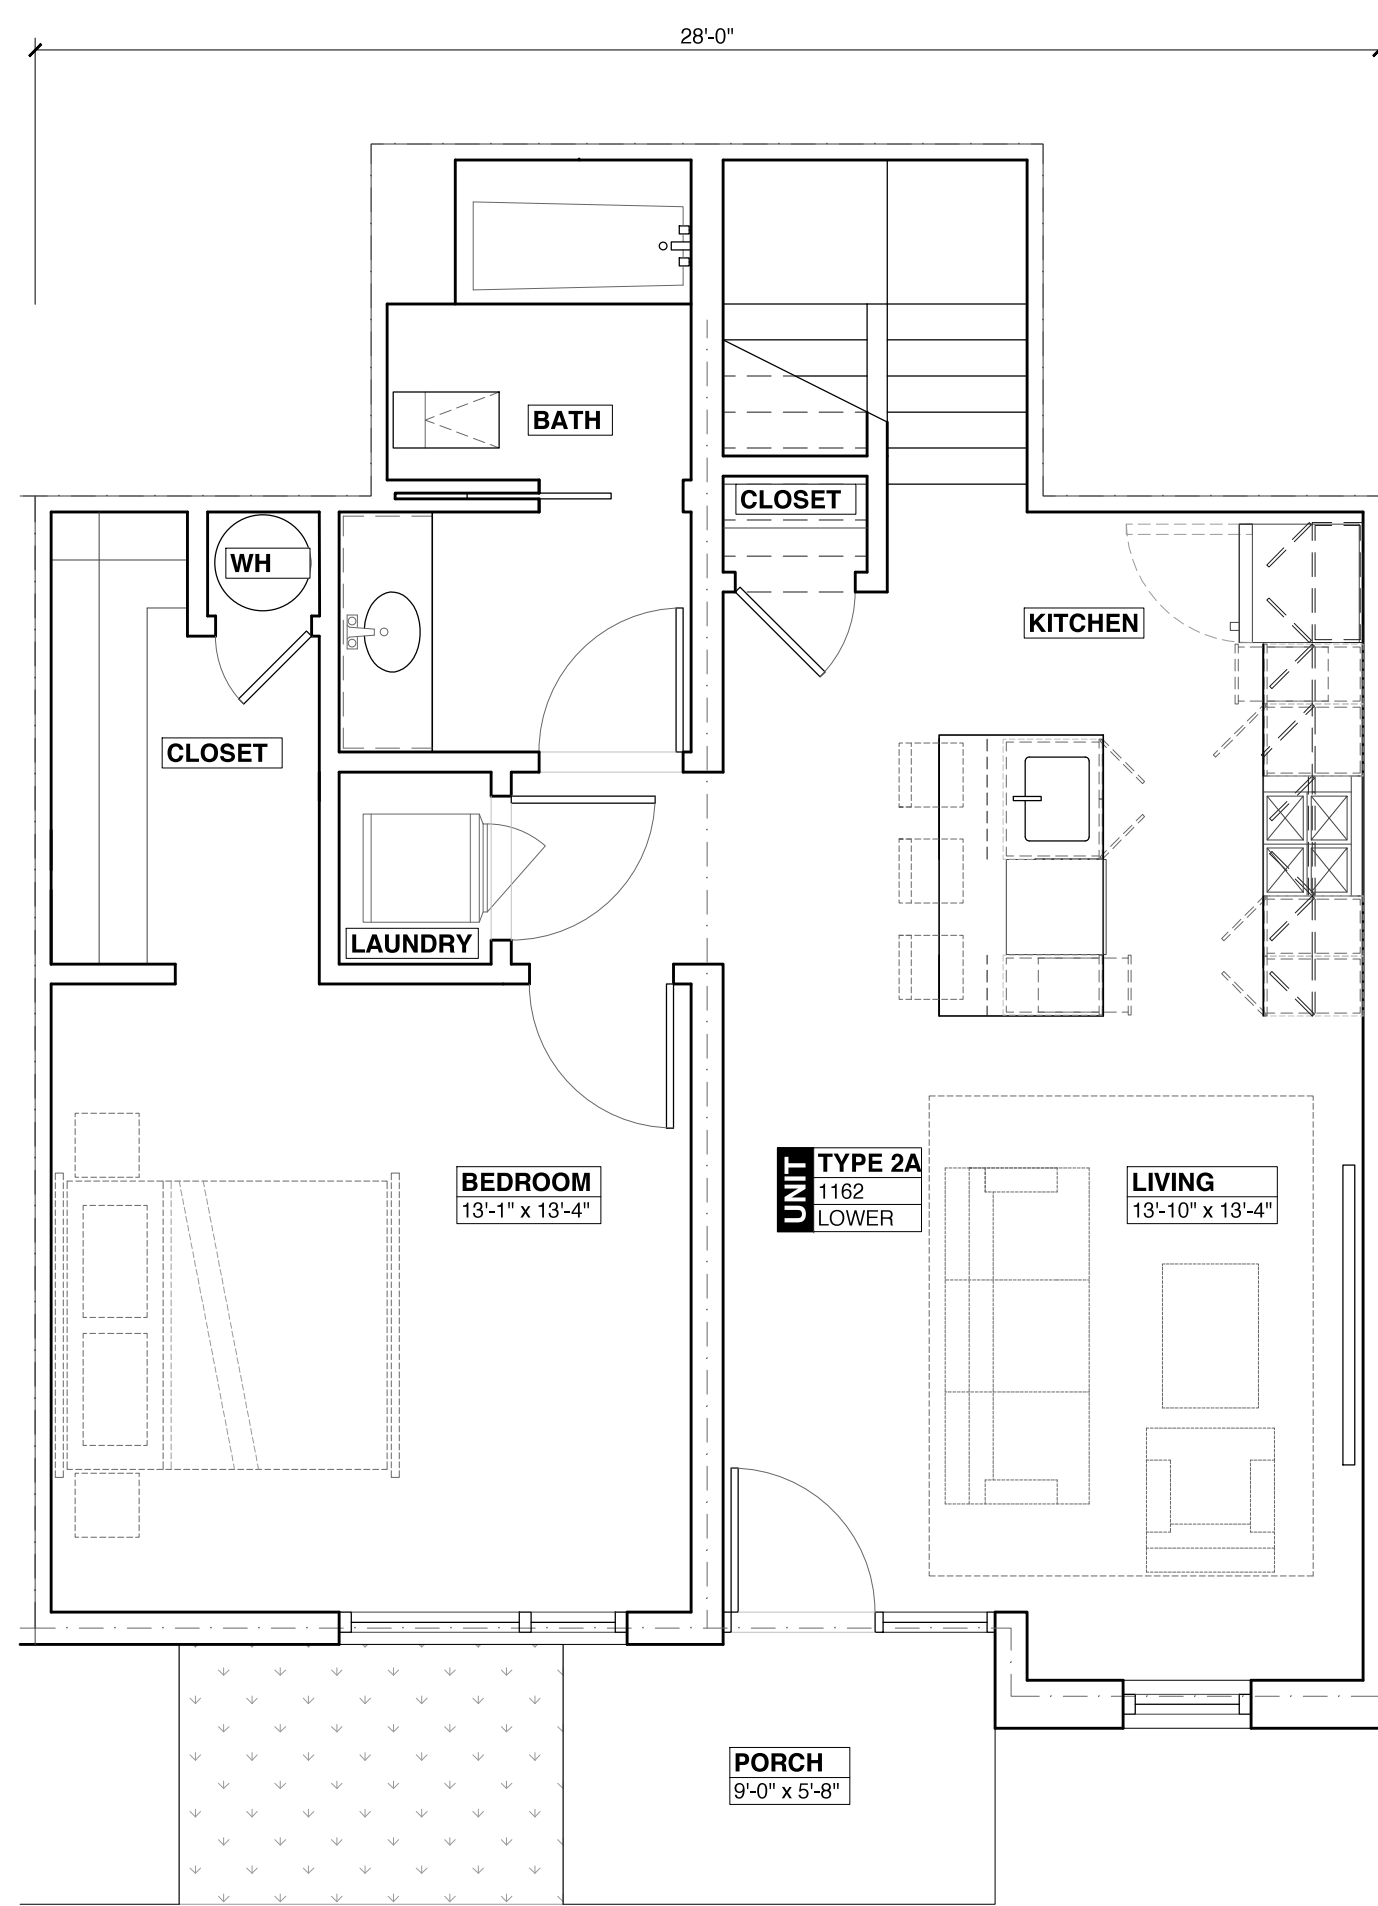 28'-0"
BATH
CLOSET
WH
KITCHEN
CLOSET
LAUNDRY
UNIT
TYPE 2A
1162
LOWER
BEDROOM
13'-1" x 13'-4"
LIVING
13'-10" x 13'-4"
PORCH
9'-0" x 5'-8"